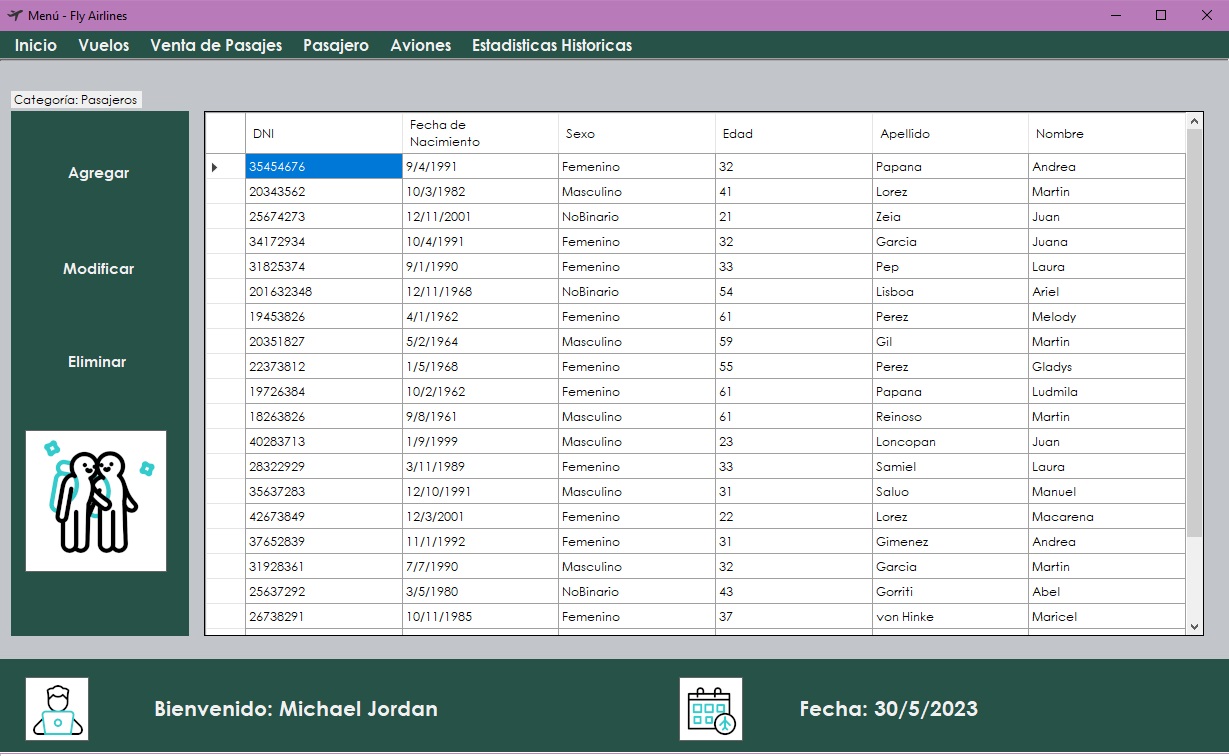 Menú - Fly Airlines
Inicio Vuelos Venta de Pasajes Pasajero Aviones Estadisticas Historicas
Categoría: Pasajeros
Agregar
Modificar
Eliminar
DNI Fecha de Nacimiento Sexo Edad Apellido Nombre
35454676 9/4/1991 Femenino 32 Papana Andrea
20343562 10/3/1982 Masculino 41 Lorez Martin
25674273 12/11/2001 NoBinario 21 Zeia Juan
34172934 10/4/1991 Femenino 32 Garcia Juana
31825374 9/1/1990 Femenino 33 Pep Laura
201632348 12/11/1968 NoBinario 54 Lisboa Ariel
19453826 4/1/1962 Femenino 61 Perez Melody
20351827 5/2/1964 Masculino 59 Gil Martin
22373812 1/5/1968 Femenino 55 Perez Gladys
19726384 10/2/1962 Femenino 61 Papana Ludmila
18263826 9/8/1961 Masculino 61 Reinoso Martin
40283713 1/9/1999 Masculino 23 Loncopan Juan
28322929 3/11/1989 Femenino 33 Samiel Laura
35637283 12/10/1991 Masculino 31 Saluo Manuel
42673849 12/3/2001 Femenino 22 Lorez Macarena
37652839 11/1/1992 Femenino 31 Gimenez Andrea
31928361 7/7/1990 Masculino 32 Garcia Martin
25637292 3/5/1980 NoBinario 43 Gorriti Abel
26738291 10/11/1985 Femenino 37 von Hinke Maricel
Bienvenido: Michael Jordan
Fecha: 30/5/2023